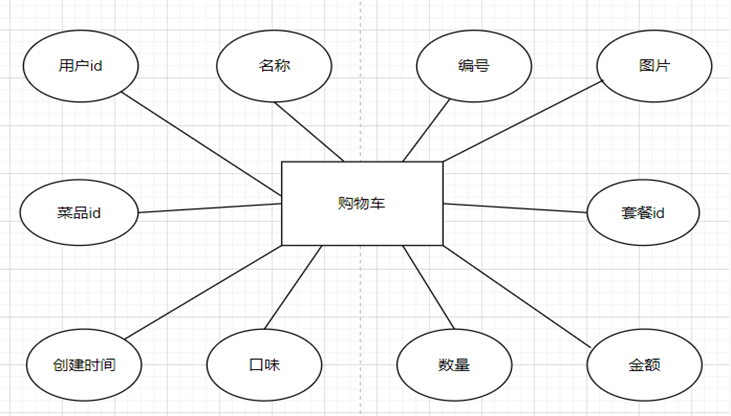 用户id
名称
编号
图片
购物车
菜品id
套餐id
创建时间
口味
数量
金额